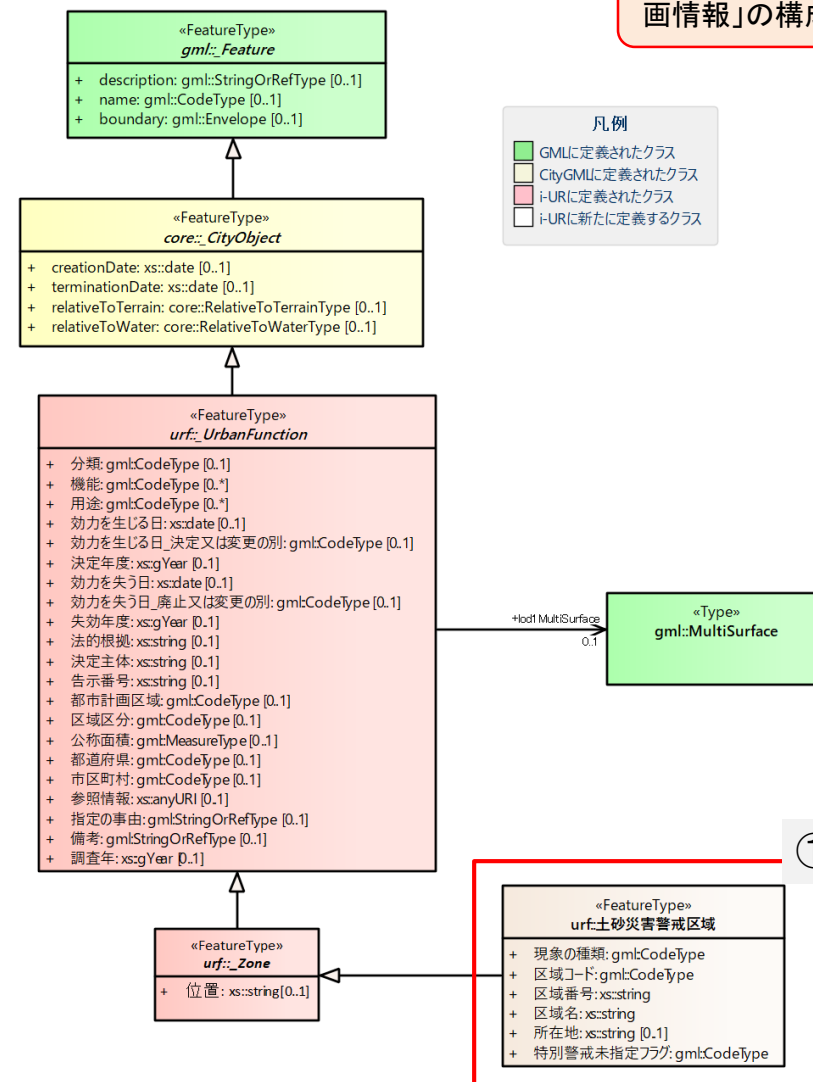 画情報」の構成
«FeatureType»
gml::_Feature
+ description: gml::StringOrRefType [0..1]
+ name: gml::CodeType [0..1]
+ boundary: gml::Envelope [0..1]
凡例
GMLに定義されたクラス
CityGMLに定義されたクラス
i-URに定義されたクラス
i-URに新たに定義するクラス
«FeatureType»
core::_CityObject
+ creationDate: xs::date [0..1]
+ terminationDate: xs::date [0..1]
+ relativeToTerrain: core::RelativeToTerrainType [0..1]
+ relativeToWater: core::RelativeToWaterType [0..1]
«FeatureType»
urf::_UrbanFunction
+ 分類: gml::CodeType [0..1]
+ 機能: gml::CodeType [0..*]
+ 用途: gml::CodeType [0..*]
+ 効力を生じる日: xs::date [0..1]
+ 効力を生じる日_決定又は変更の別: gml::CodeType [0..1]
+ 決定年度: xs::gYear [0..1]
+ 効力を失う日: xs::date [0..1]
+ 効力を失う日_廃止又は変更の別: gml::CodeType [0..1]
+ 失効年度: xs::gYear [0..1]
+ 法的根拠: xs::string [0..1]
+ 決定主体: xs::string [0..1]
+ 告示番号: xs::string [0..1]
+ 都市計画区域: gml::CodeType [0..1]
+ 区域区分: gml::CodeType [0..1]
+ 公称面積: gml::MeasureType [0..1]
+ 都道府県: gml::CodeType [0..1]
+ 市区町村: gml::CodeType [0..1]
+ 参照情報: xs::anyURI [0..1]
+ 指定の事由: gml::StringOrRefType [0..1]
+ 備考: gml::StringOrRefType [0..1]
+ 調査年: xs::gYear [0..1]
+lod1MultiSurface
0..1
«Type»
gml::MultiSurface
«FeatureType»
urf::_Zone
+ 位置: xs::string[0..1]
«FeatureType»
urf::土砂災害警戒区域
+ 現象の種類: gml::CodeType
+ 区域コード: gml::CodeType
+ 区域番号: xs::string
+ 区域名: xs::string
+ 所在地: xs::string [0..1]
+ 特別警戒未指定フラグ: gml::CodeType